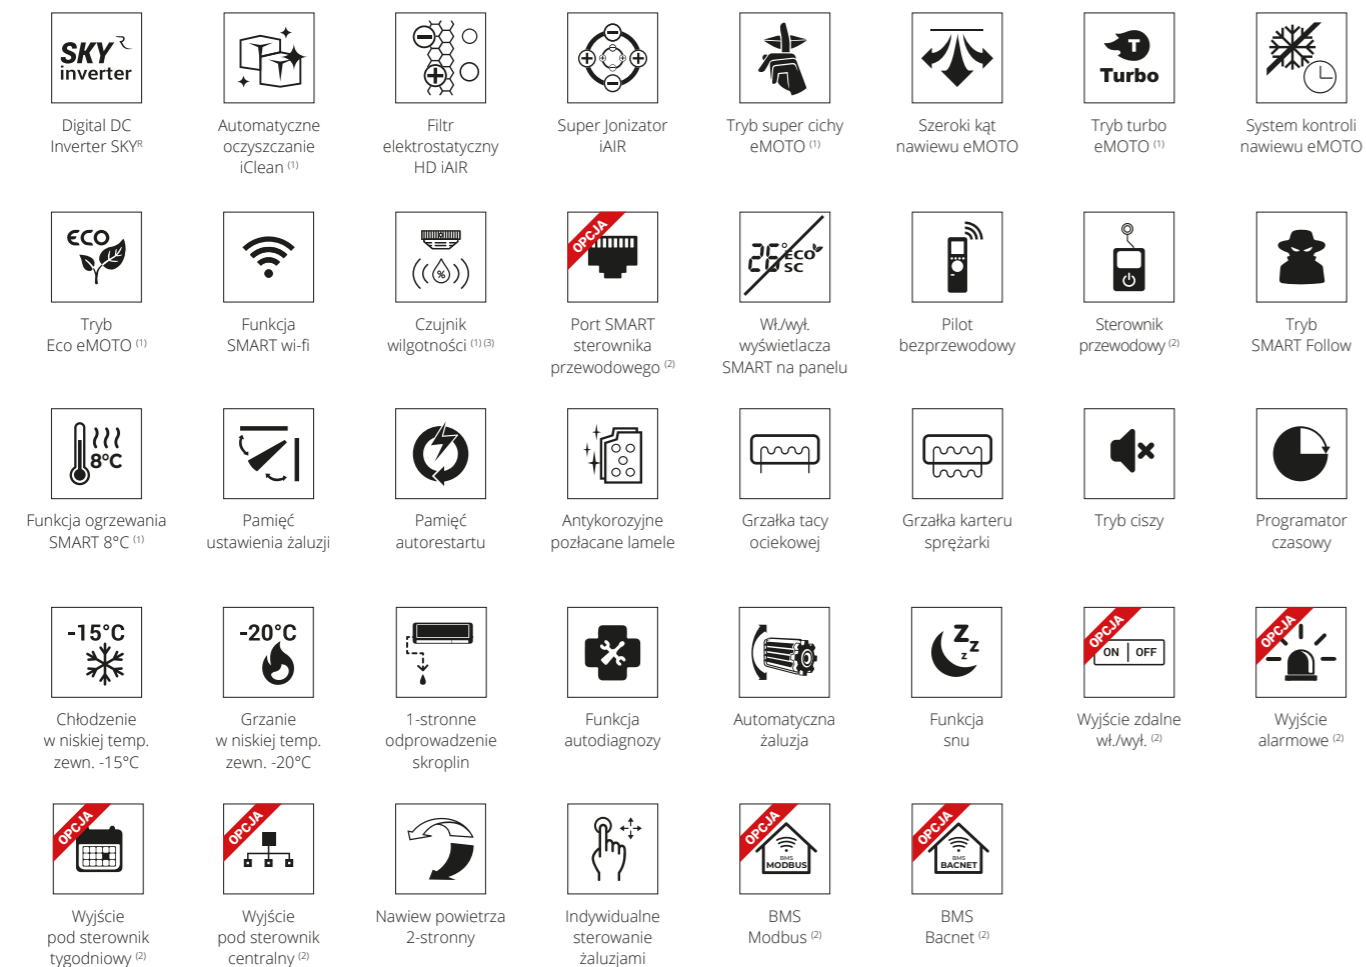 SKY R
inverter
Digital DC
Inverter SKYᴿ
Automatyczne
oczyszczanie
iClean (1)
Filtr
elektrostatyczny
HD iAIR
Super Jonizator
iAIR
Tryb super cichy
eMOTO (1)
Szeroki kąt
nawiewu eMOTO
T
Turbo
Tryb turbo
eMOTO (1)
System kontroli
nawiewu eMOTO
ECO
Tryb
Eco eMOTO (1)
Funkcja
SMART wi-fi
%
Czujnik
wilgotności (1) (3)
OPCJA
Port SMART
sterownika
przewodowego (2)
26° ECO
SC
Wł./wył.
wyświetlacza
SMART na panelu
Pilot
bezprzewodowy
Sterownik
przewodowy (2)
Tryb
SMART Follow
8°C
Funkcja ogrzewania
SMART 8°C (1)
Pamięć
ustawienia żaluzji
Pamięć
autorestartu
Antykorozyjne
pozłacane lamele
Grzałka tacy
ociekowej
Grzałka karteru
sprężarki
Tryb ciszy
Programator
czasowy
-15°C
Chłodzenie
w niskiej temp.
zewn. -15°C
-20°C
Grzanie
w niskiej temp.
zewn. -20°C
1-stronne
odprowadzenie
skroplin
Funkcja
autodiagnozy
Automatyczna
żaluzja
Z z z
Funkcja
snu
OPCJA
ON | OFF
Wyjście zdalne
wł./wył. (2)
OPCJA
Wyjście
alarmowe (2)
OPCJA
Wyjście
pod sterownik
tygodniowy (2)
OPCJA
Wyjście
pod sterownik
centralny (2)
Nawiew powietrza
2-stronny
Indywidualne
sterowanie
żaluzjami
OPCJA
BMS
MODBUS
BMS
Modbus (2)
OPCJA
BMS
BACNET
BMS
Bacnet (2)